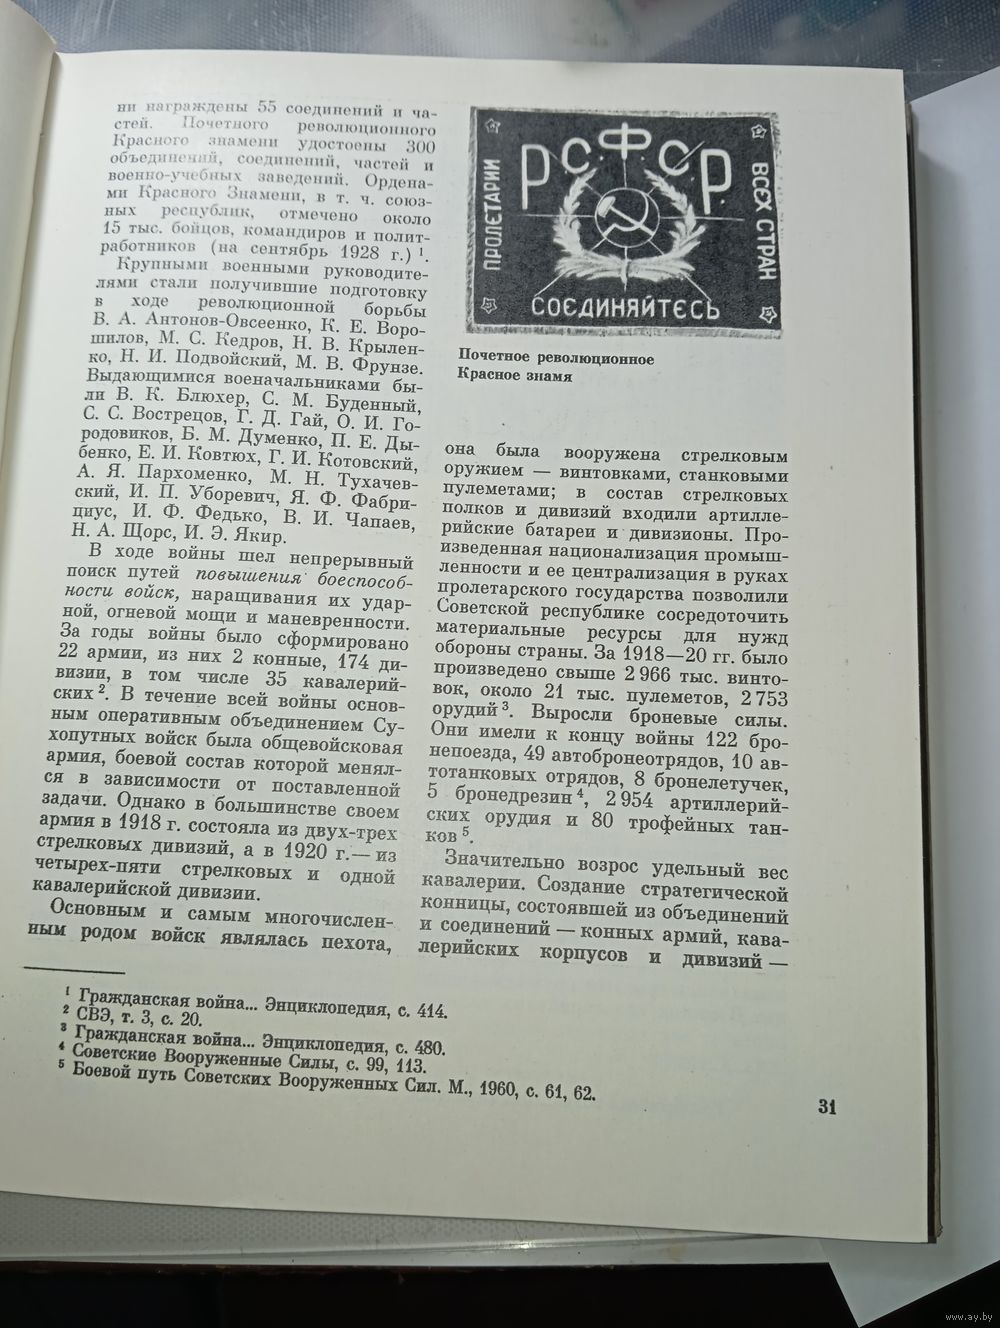 ни награждены 55 соединений и ча-
стей. Почетного революционного
Красного знамени удостоены 300
объединений, соединений, частей и
военно-учебных заведений. Ордена-
ми Красного Знамени, в т. ч. союз-
ных республик, отмечено около
15 тыс. бойцов, командиров и полит-
работников (на сентябрь 1928 г.) ¹.
Крупными военными руководите-
лями стали получившие подготовку
в ходе революционной борьбы
В. А. Антонов-Овсеенко, К. Е. Воро-
шилов, М. С. Кедров, Н. В. Крылен-
ко, Н. И. Подвойский, М. В. Фрунзе.
Выдающимися военачальниками бы-
ли В. К. Блюхер, С. М. Буденный,
С. С. Вострецов, Г. Д. Гай, О. И. Го-
родовиков, Б. М. Думенко, П. Е. Ды-
бенко, Е. И. Ковтюх, Г. И. Котовский,
А. Я. Пархоменко, М. Н. Тухачев-
ский, И. П. Уборевич, Я. Ф. Фабри-
циус, И. Ф. Федько, В. И. Чапаев,
Н. А. Щорс, И. Э. Якир.
В ходе войны шел непрерывный
поиск путей повышения боеспособ-
ности войск, наращивания их удар-
ной, огневой мощи и маневренности.
За годы войны было сформировано
22 армии, из них 2 конные, 174 ди-
визии, в том числе 35 кавалерий-
ских ². В течение всей войны основ-
ным оперативным объединением Су-
хопутных войск была общевойсковая
армия, боевой состав которой менял-
ся в зависимости от поставленной
задачи. Однако в большинстве своем
армия в 1918 г. состояла из двух-трех
стрелковых дивизий, а в 1920 г.— из
четырех-пяти стрелковых и одной
кавалерийской дивизии.
Основным и самым многочислен-
ным родом войск являлась пехота,
РСФСР
ПРОЛЕТАРИИ
ВСЕХ СТРАН
СОЕДИНЯЙТЕСЬ
Почетное революционное
Красное знамя
она была вооружена стрелковым
оружием — винтовками, станковыми
пулеметами; в состав стрелковых
полков и дивизий входили артилле-
рийские батареи и дивизионы. Про-
изведенная национализация промыш-
ленности и ее централизация в руках
пролетарского государства позволили
Советской республике сосредоточить
материальные ресурсы для нужд
обороны страны. За 1918—20 гг. было
произведено свыше 2 966 тыс. винто-
вок, около 21 тыс. пулеметов, 2 753
орудий ³. Выросли броневые силы.
Они имели к концу войны 122 бро-
непоезда, 49 автобронеотрядов, 10 ав-
тотанковых отрядов, 8 бронелетучек,
5 бронедрезин ⁴, 2 954 артиллерий-
ских орудия и 80 трофейных тан-
ков ⁵.
Значительно возрос удельный вес
кавалерии. Создание стратегической
конницы, состоявшей из объединений
и соединений — конных армий, кава-
лерийских корпусов и дивизий —
¹ Гражданская война... Энциклопедия, с. 414.
² СВЭ, т. 3, с. 20.
³ Гражданская война... Энциклопедия, с. 480.
⁴ Советские Вооруженные Силы, с. 99, 113.
⁵ Боевой путь Советских Вооруженных Сил. М., 1960, с. 61, 62.
31
www.ay.by